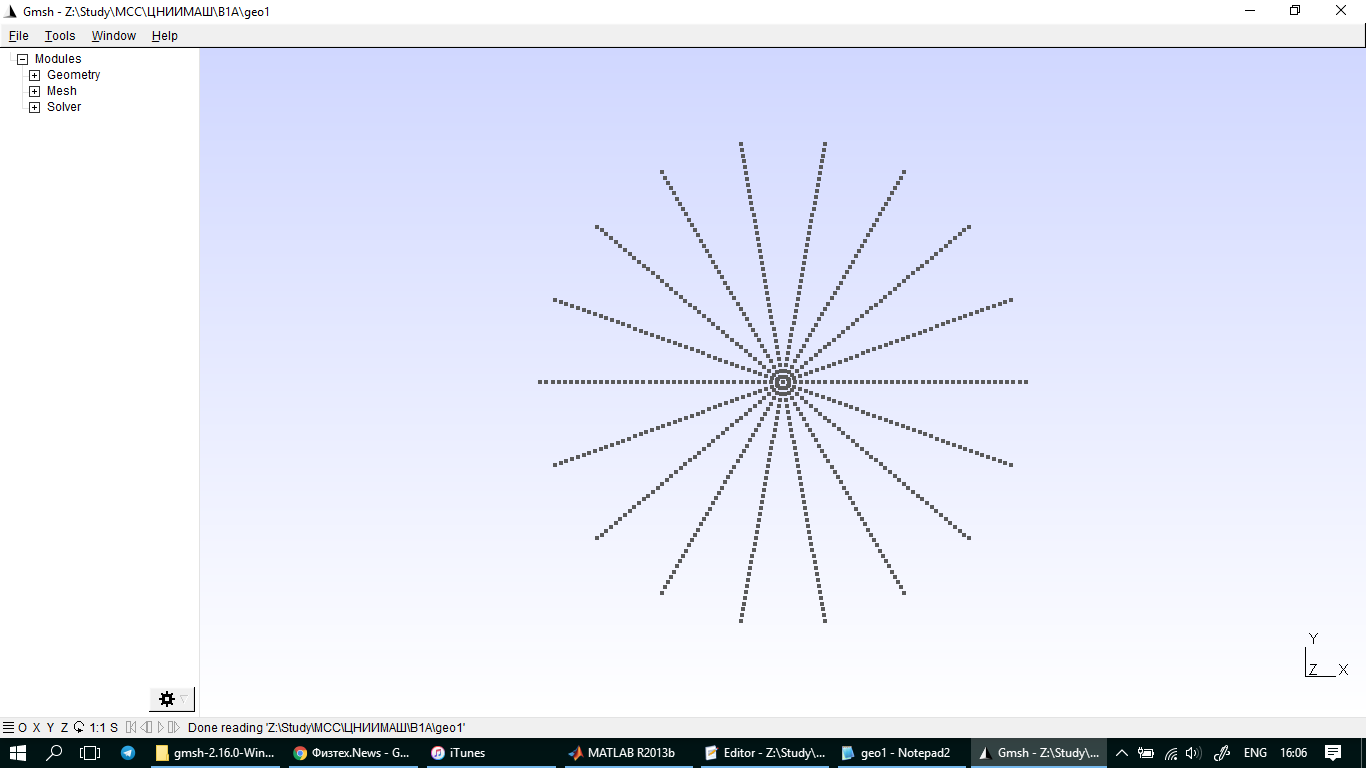 Gmsh - Z:\Study\МСС\ЦНИИМАШ\B1A\geo1
File Tools Window Help
Modules
Geometry
Mesh
Solver
Y
Z X
O X Y Z 1:1 S Done reading 'Z:\Study\МСС\ЦНИИМАШ\B1A\geo1'
gmsh-2.16.0-Win... Физтех.News - G... iTunes MATLAB R2013b Editor - Z:\Study\... geo1 - Notepad2 Gmsh - Z:\Study\... ENG 16:06